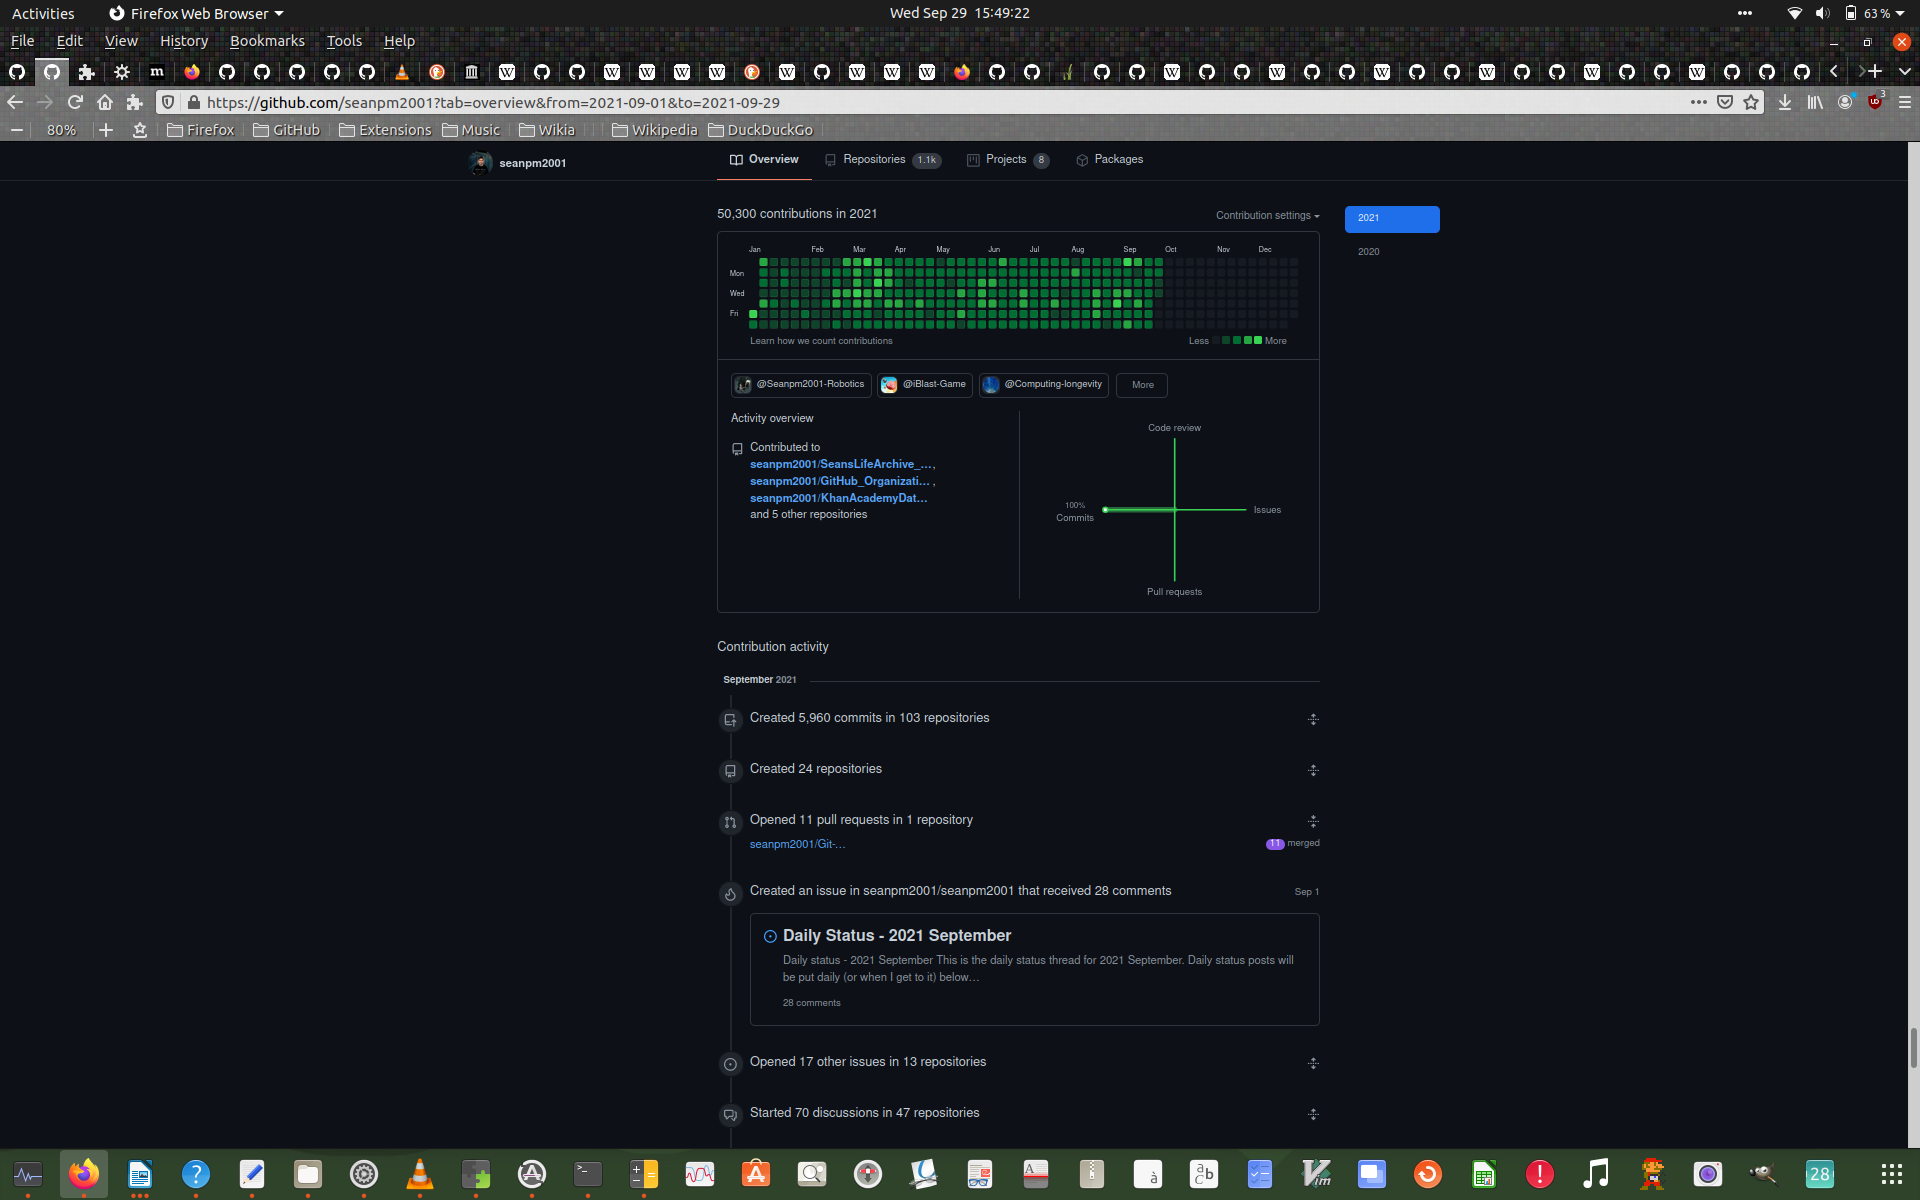 Activities
Firefox Web Browser
Wed Sep 29 15:49:22
63 %
File Edit View History Bookmarks Tools Help
https://github.com/seanpm2001?tab=overview&from=2021-09-01&to=2021-09-29
3
80%
Firefox
GitHub
Extensions
Music
Wikia
Wikipedia
DuckDuckGo
seanpm2001
Overview
Repositories 1.1k
Projects 8
Packages
50,300 contributions in 2021
Contribution settings
2021
2020
Jan Feb Mar Apr May Jun Jul Aug Sep Oct Nov Dec
Mon
Wed
Fri
Learn how we count contributions
Less More
@Seanpm2001-Robotics
@iBlast-Game
@Computing-longevity
More
Activity overview
Contributed to
seanpm2001/SeansLifeArchive_…,
seanpm2001/GitHub_Organizati… ,
seanpm2001/KhanAcademyDat…
and 5 other repositories
Code review
100%
Commits
Issues
Pull requests
Contribution activity
September 2021
Created 5,960 commits in 103 repositories
Created 24 repositories
Opened 11 pull requests in 1 repository
seanpm2001/Git-…
11 merged
Created an issue in seanpm2001/seanpm2001 that received 28 comments
Sep 1
Daily Status - 2021 September
Daily status - 2021 September This is the daily status thread for 2021 September. Daily status posts will
be put daily (or when I get to it) below…
28 comments
Opened 17 other issues in 13 repositories
Started 70 discussions in 47 repositories
28